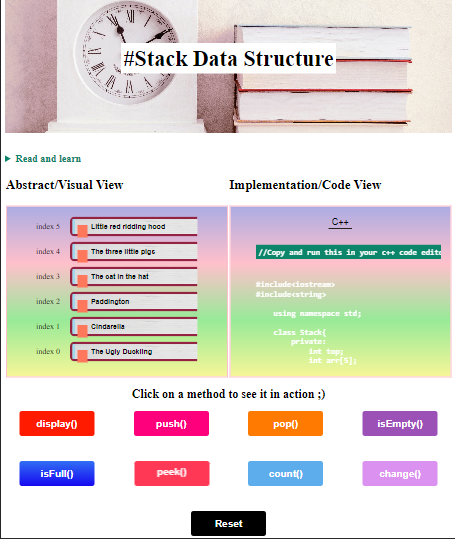 #Stack Data Structure
Read and learn
Abstract/Visual View
Implementation/Code View
index 5 Little red ridding hood
index 4 The three little pigs
index 3 The cat in the hat
index 2 Paddington
index 1 Cindarella
index 0 The Ugly Duckling
C++
//Copy and run this in your c++ code edito
#include<iostream>
#include<string>
using namespace std;
class Stack{
private:
int top;
int arr[5];
Click on a method to see it in action ;)
display() push() pop() isEmpty()
isFull() peek() count() change()
Reset